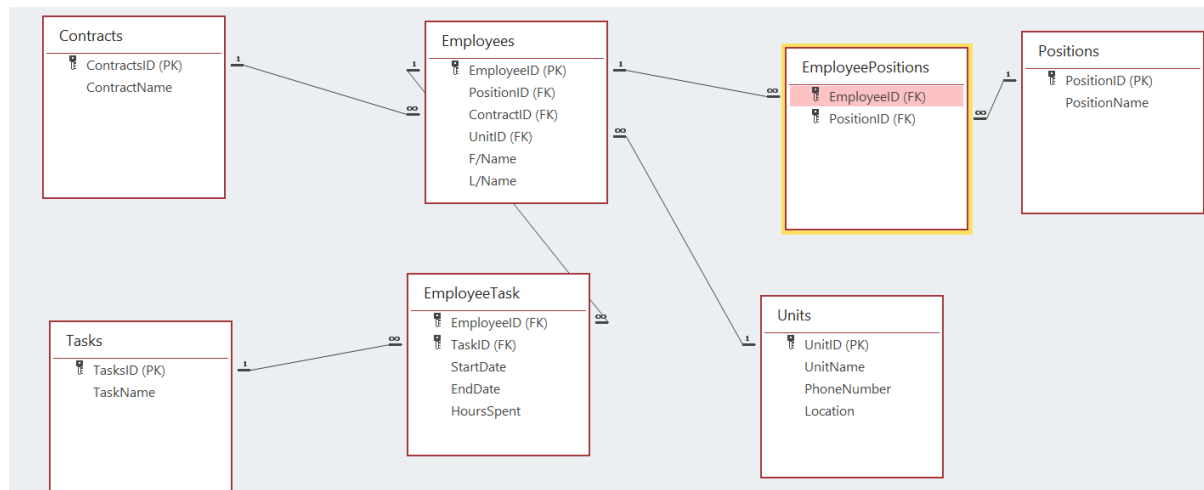 Contracts
ContractsID (PK)
ContractName
Employees
EmployeeID (PK)
PositionID (FK)
ContractID (FK)
UnitID (FK)
F/Name
L/Name
EmployeePositions
EmployeeID (FK)
PositionID (FK)
Positions
PositionID (PK)
PositionName
Tasks
TasksID (PK)
TaskName
EmployeeTask
EmployeeID (FK)
TaskID (FK)
StartDate
EndDate
HoursSpent
Units
UnitID (PK)
UnitName
PhoneNumber
Location
1
∞
1
∞
1
∞
1
∞
1
∞
1
∞